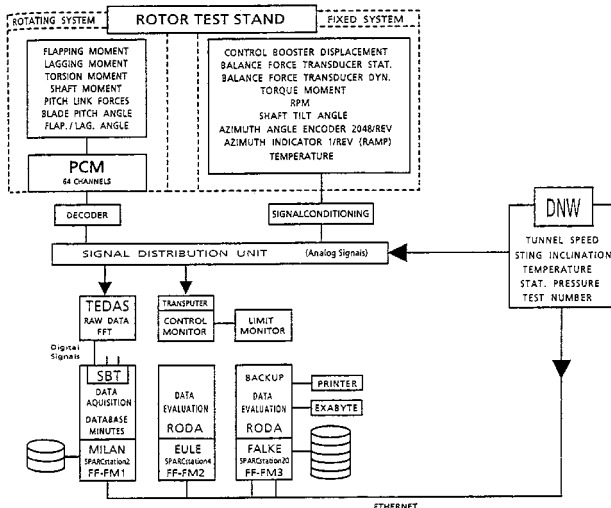 ROTATING SYSTEM
ROTOR TEST STAND
FIXED SYSTEM
FLAPPING MOMENT
LAGGING MOMENT
TORSION MOMENT
SHAFT MOMENT
PITCH LINK FORCES
BLADE PITCH ANGLE
FLAP./LAG. ANGLE
PCM
64 CHANNELS
DECODER
CONTROL BOOSTER DISPLACEMENT
BALANCE FORCE TRANSDUCER STAT.
BALANCE FORCE TRANSDUCER DYN.
TORQUE MOMENT
RPM
SHAFT TILT ANGLE
AZIMUTH ANGLE ENCODER 2048/REV
AZIMUTH INDICATOR 1/REV (RAMP)
TEMPERATURE
SIGNALCONDITIONING
DNW
TUNNEL SPEED
STING INCLINATION
TEMPERATURE
STAT. PRESSURE
TEST NUMBER
SIGNAL DISTRIBUTION UNIT (Analog Signals)
TEDAS
RAW DATA
FFT
TRANSPUTER
CONTROL
MONITOR
LIMIT
MONITOR
Digital
Signals
SBT
DATA
AQUISITION
DATABASE
MINUTES
MILAN
SPARCstation2
FF-FM1
DATA
EVALUATION
RODA
EULE
SPARCstation4
FF-FM2
BACKUP
DATA
EVALUATION
RODA
FALKE
SPARCstation20
FF-FM3
PRINTER
EXABYTE
ETHERNET